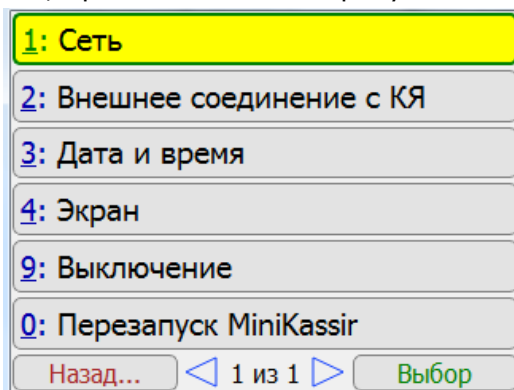 1: Сеть
2: Внешнее соединение с КЯ
3: Дата и время
4: Экран
9: Выключение
0: Перезапуск MiniKassir
Назад... 1 из 1 Выбор